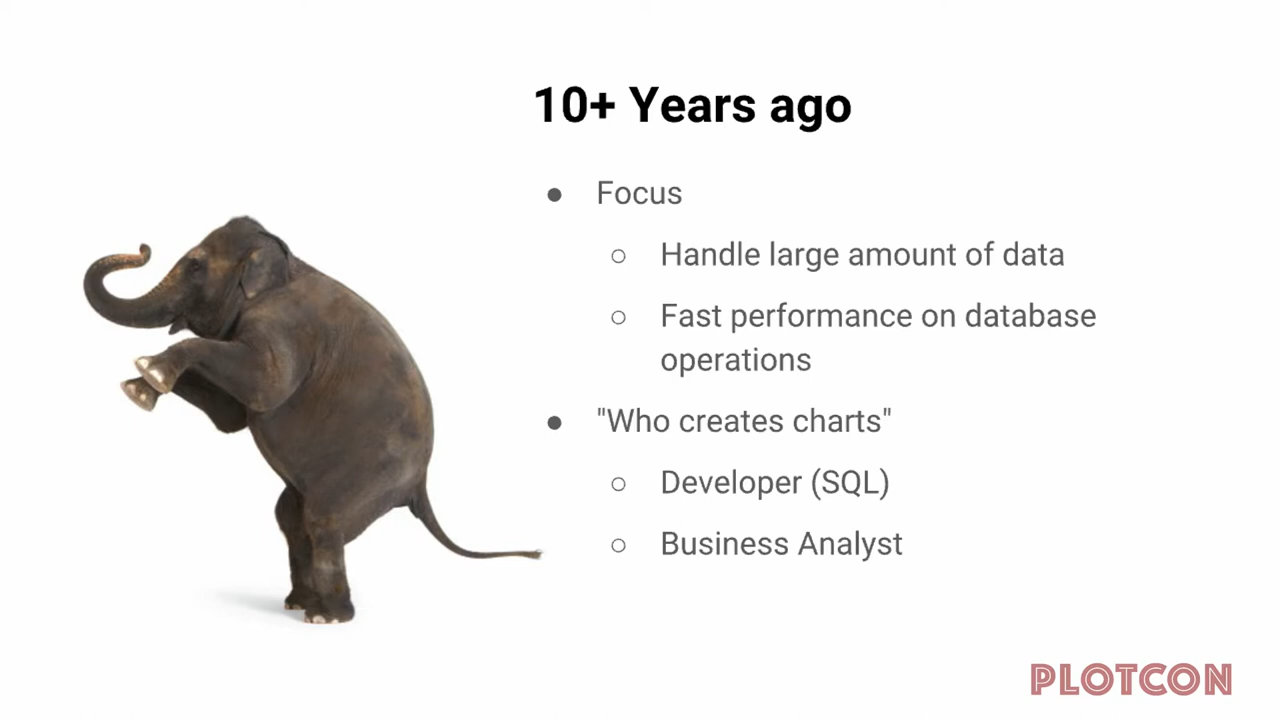 10+ Years ago
● Focus
○ Handle large amount of data
○ Fast performance on database
operations
● "Who creates charts"
○ Developer (SQL)
○ Business Analyst
PLOTCON